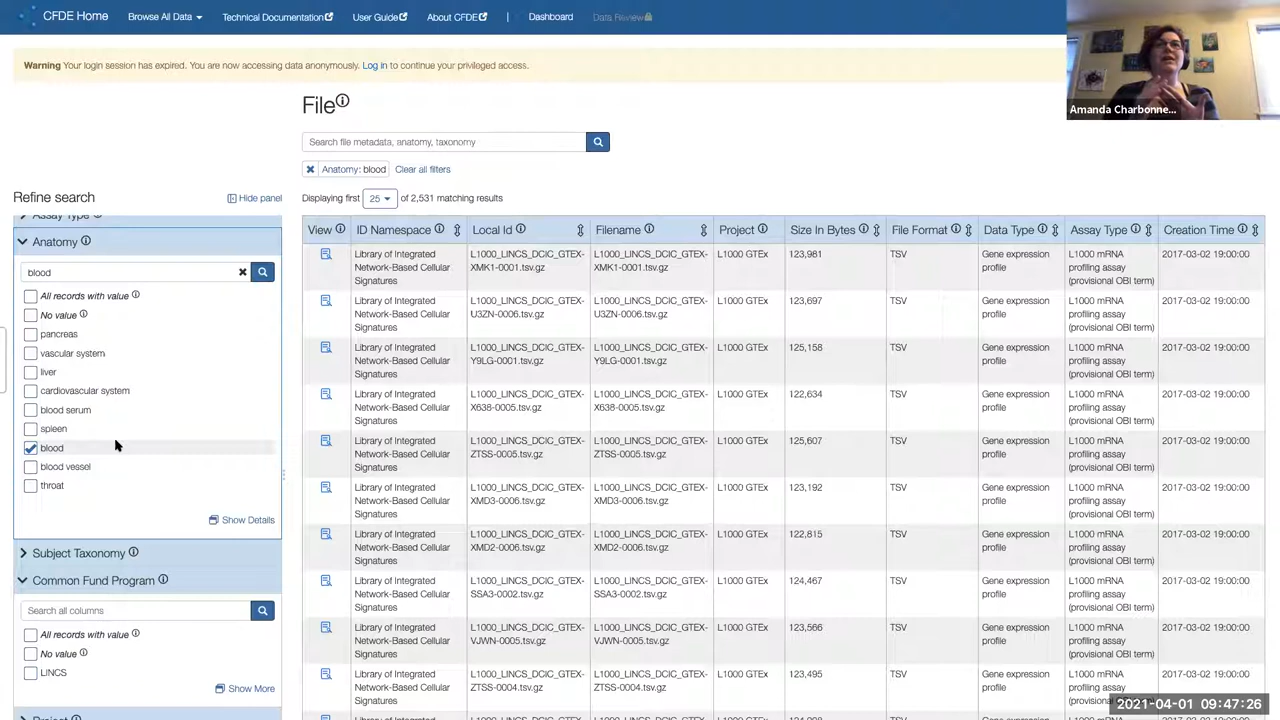 CFDE Home Browse All Data Technical Documentation User Guide About CFDE | Dashboard Data Review
Warning Your login session has expired. You are now accessing data anonymously. Log in to continue your privileged access.
Amanda Charbonne...
File
Search file metadata, anatomy, taxonomy
Anatomy: blood Clear all filters
Refine search Hide panel
Displaying first 25 of 2,531 matching results
Assay Type
Anatomy
blood
All records with value
No value
pancreas
vascular system
liver
cardiovascular system
blood serum
spleen
blood
blood vessel
throat
Show Details
Subject Taxonomy
Common Fund Program
Search all columns
All records with value
No value
LINCS
Show More
Project
View ID Namespace Local Id Filename Project Size In Bytes File Format Data Type Assay Type Creation Time
Library of Integrated L1000_LINCS_DCIC_GTEX- L1000_LINCS_DCIC_GTEX- L1000 GTEx 123,981 TSV Gene expression L1000 mRNA 2017-03-02 19:00:00
Network-Based Cellular XMK1-0001.tsv.gz XMK1-0001.tsv.gz profile profiling assay
Signatures (provisional OBI term)
Library of Integrated L1000_LINCS_DCIC_GTEX- L1000_LINCS_DCIC_GTEX- L1000 GTEx 123,697 TSV Gene expression L1000 mRNA 2017-03-02 19:00:00
Network-Based Cellular U3ZN-0006.tsv.gz U3ZN-0006.tsv.gz profile profiling assay
Signatures (provisional OBI term)
Library of Integrated L1000_LINCS_DCIC_GTEX- L1000_LINCS_DCIC_GTEX- L1000 GTEx 125,158 TSV Gene expression L1000 mRNA 2017-03-02 19:00:00
Network-Based Cellular Y9LG-0001.tsv.gz Y9LG-0001.tsv.gz profile profiling assay
Signatures (provisional OBI term)
Library of Integrated L1000_LINCS_DCIC_GTEX- L1000_LINCS_DCIC_GTEX- L1000 GTEx 122,634 TSV Gene expression L1000 mRNA 2017-03-02 19:00:00
Network-Based Cellular X638-0005.tsv.gz X638-0005.tsv.gz profile profiling assay
Signatures (provisional OBI term)
Library of Integrated L1000_LINCS_DCIC_GTEX- L1000_LINCS_DCIC_GTEX- L1000 GTEx 125,607 TSV Gene expression L1000 mRNA 2017-03-02 19:00:00
Network-Based Cellular ZTSS-0005.tsv.gz ZTSS-0005.tsv.gz profile profiling assay
Signatures (provisional OBI term)
Library of Integrated L1000_LINCS_DCIC_GTEX- L1000_LINCS_DCIC_GTEX- L1000 GTEx 123,192 TSV Gene expression L1000 mRNA 2017-03-02 19:00:00
Network-Based Cellular XMD3-0006.tsv.gz XMD3-0006.tsv.gz profile profiling assay
Signatures (provisional OBI term)
Library of Integrated L1000_LINCS_DCIC_GTEX- L1000_LINCS_DCIC_GTEX- L1000 GTEx 122,815 TSV Gene expression L1000 mRNA 2017-03-02 19:00:00
Network-Based Cellular XMD2-0006.tsv.gz XMD2-0006.tsv.gz profile profiling assay
Signatures (provisional OBI term)
Library of Integrated L1000_LINCS_DCIC_GTEX- L1000_LINCS_DCIC_GTEX- L1000 GTEx 124,467 TSV Gene expression L1000 mRNA 2017-03-02 19:00:00
Network-Based Cellular SSA3-0002.tsv.gz SSA3-0002.tsv.gz profile profiling assay
Signatures (provisional OBI term)
Library of Integrated L1000_LINCS_DCIC_GTEX- L1000_LINCS_DCIC_GTEX- L1000 GTEx 123,566 TSV Gene expression L1000 mRNA 2017-03-02 19:00:00
Network-Based Cellular VJWN-0005.tsv.gz VJWN-0005.tsv.gz profile profiling assay
Signatures (provisional OBI term)
Library of Integrated L1000_LINCS_DCIC_GTEX- L1000_LINCS_DCIC_GTEX- L1000 GTEx 123,495 TSV Gene expression L1000 mRNA 2017-03-02 19:00:00
Network-Based Cellular ZTSS-0004.tsv.gz ZTSS-0004.tsv.gz profile profiling assay
Signatures
2021-04-01 09:47:26